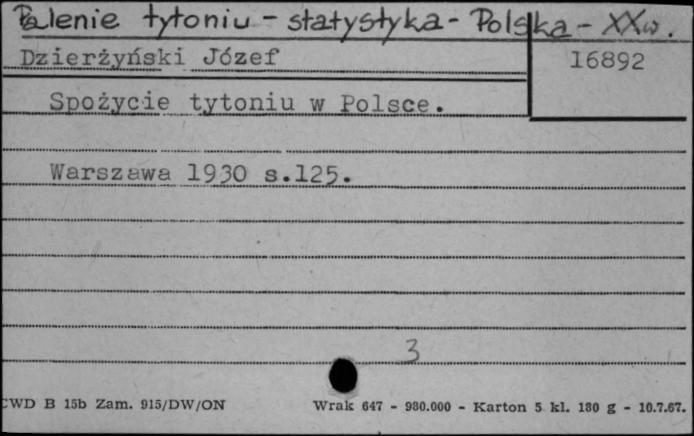 Palenie tytoniu - statystyka - Polska - XXw.
Dzierżyński Józef
16892
Spożycie tytoniu w Polsce.
Warszawa 1930 s.125.
3
CWD B 15b Zam. 915/DW/ON
Wrak 647 - 980.000 - Karton 5 kl. 180 g - 10.7.67.